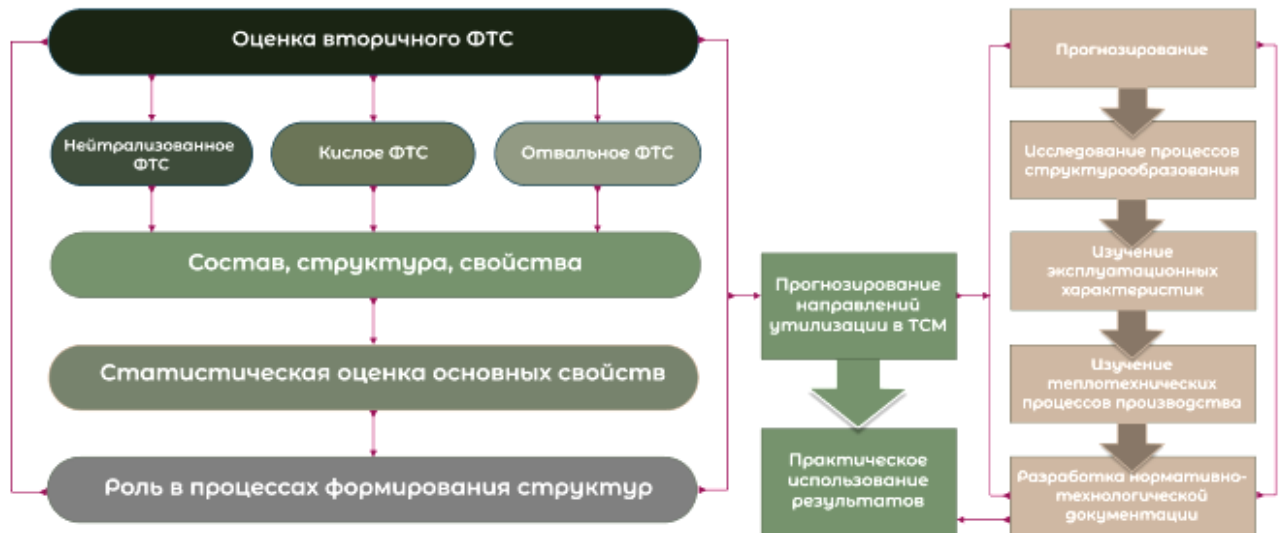 Оценка вторичного ФТС
Нейтрализованное
ФТС
Кислое ФТС
Отвальное ФТС
Состав, структура, свойства
Статистическая оценка основных свойств
Роль в процессах формирования структур
Прогнозирование
направлений
утилизации в ТСМ
Практическое
использование
результатов
Прогнозирование
Исследование процессов
структурообразования
Изучение
эксплуатационных
характеристик
Изучение
теплотехнических
процессов производства
Разработка нормативно-
технологической
документации